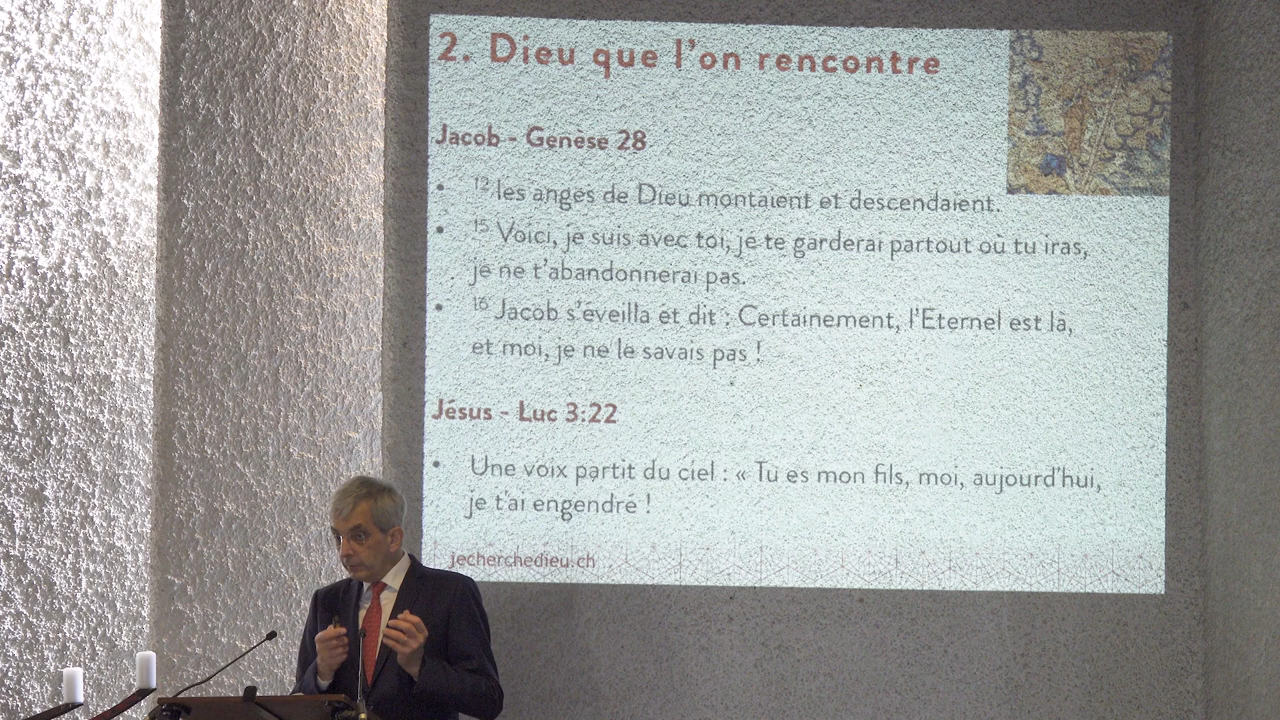 2. Dieu que l'on rencontre
Jacob - Genèse 28
• 12 les anges de Dieu montaient et descendaient.
• 15 Voici, je suis avec toi, je te garderai partout où tu iras,
je ne t'abandonnerai pas.
• 16 Jacob s'éveilla et dit : Certainement, l'Eternel est là,
et moi, je ne le savais pas !
Jésus - Luc 3:22
• Une voix partit du ciel : « Tu es mon fils, moi, aujourd'hui,
je t'ai engendré !
jecherchedieu.ch